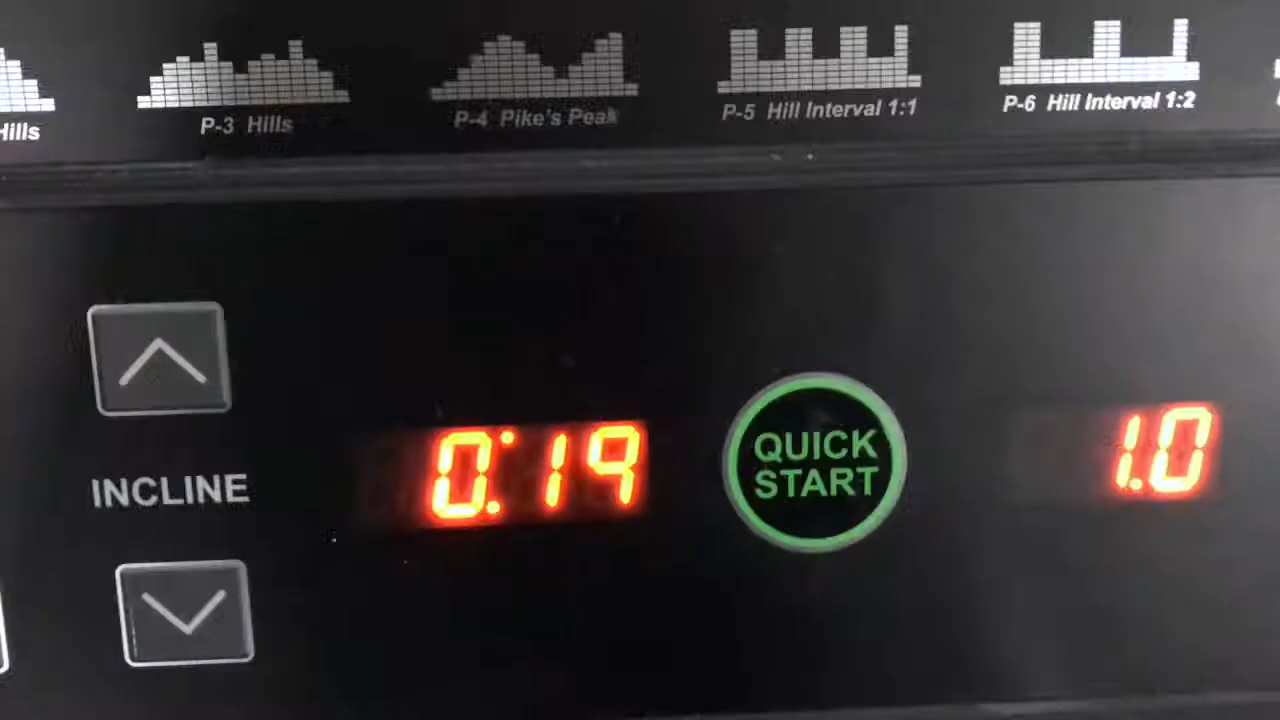 Hills
P-3 Hills
P-4 Pike's Peak
P-5 Hill Interval 1:1
P-6 Hill Interval 1:2
INCLINE
0:19
QUICK
START
1.0